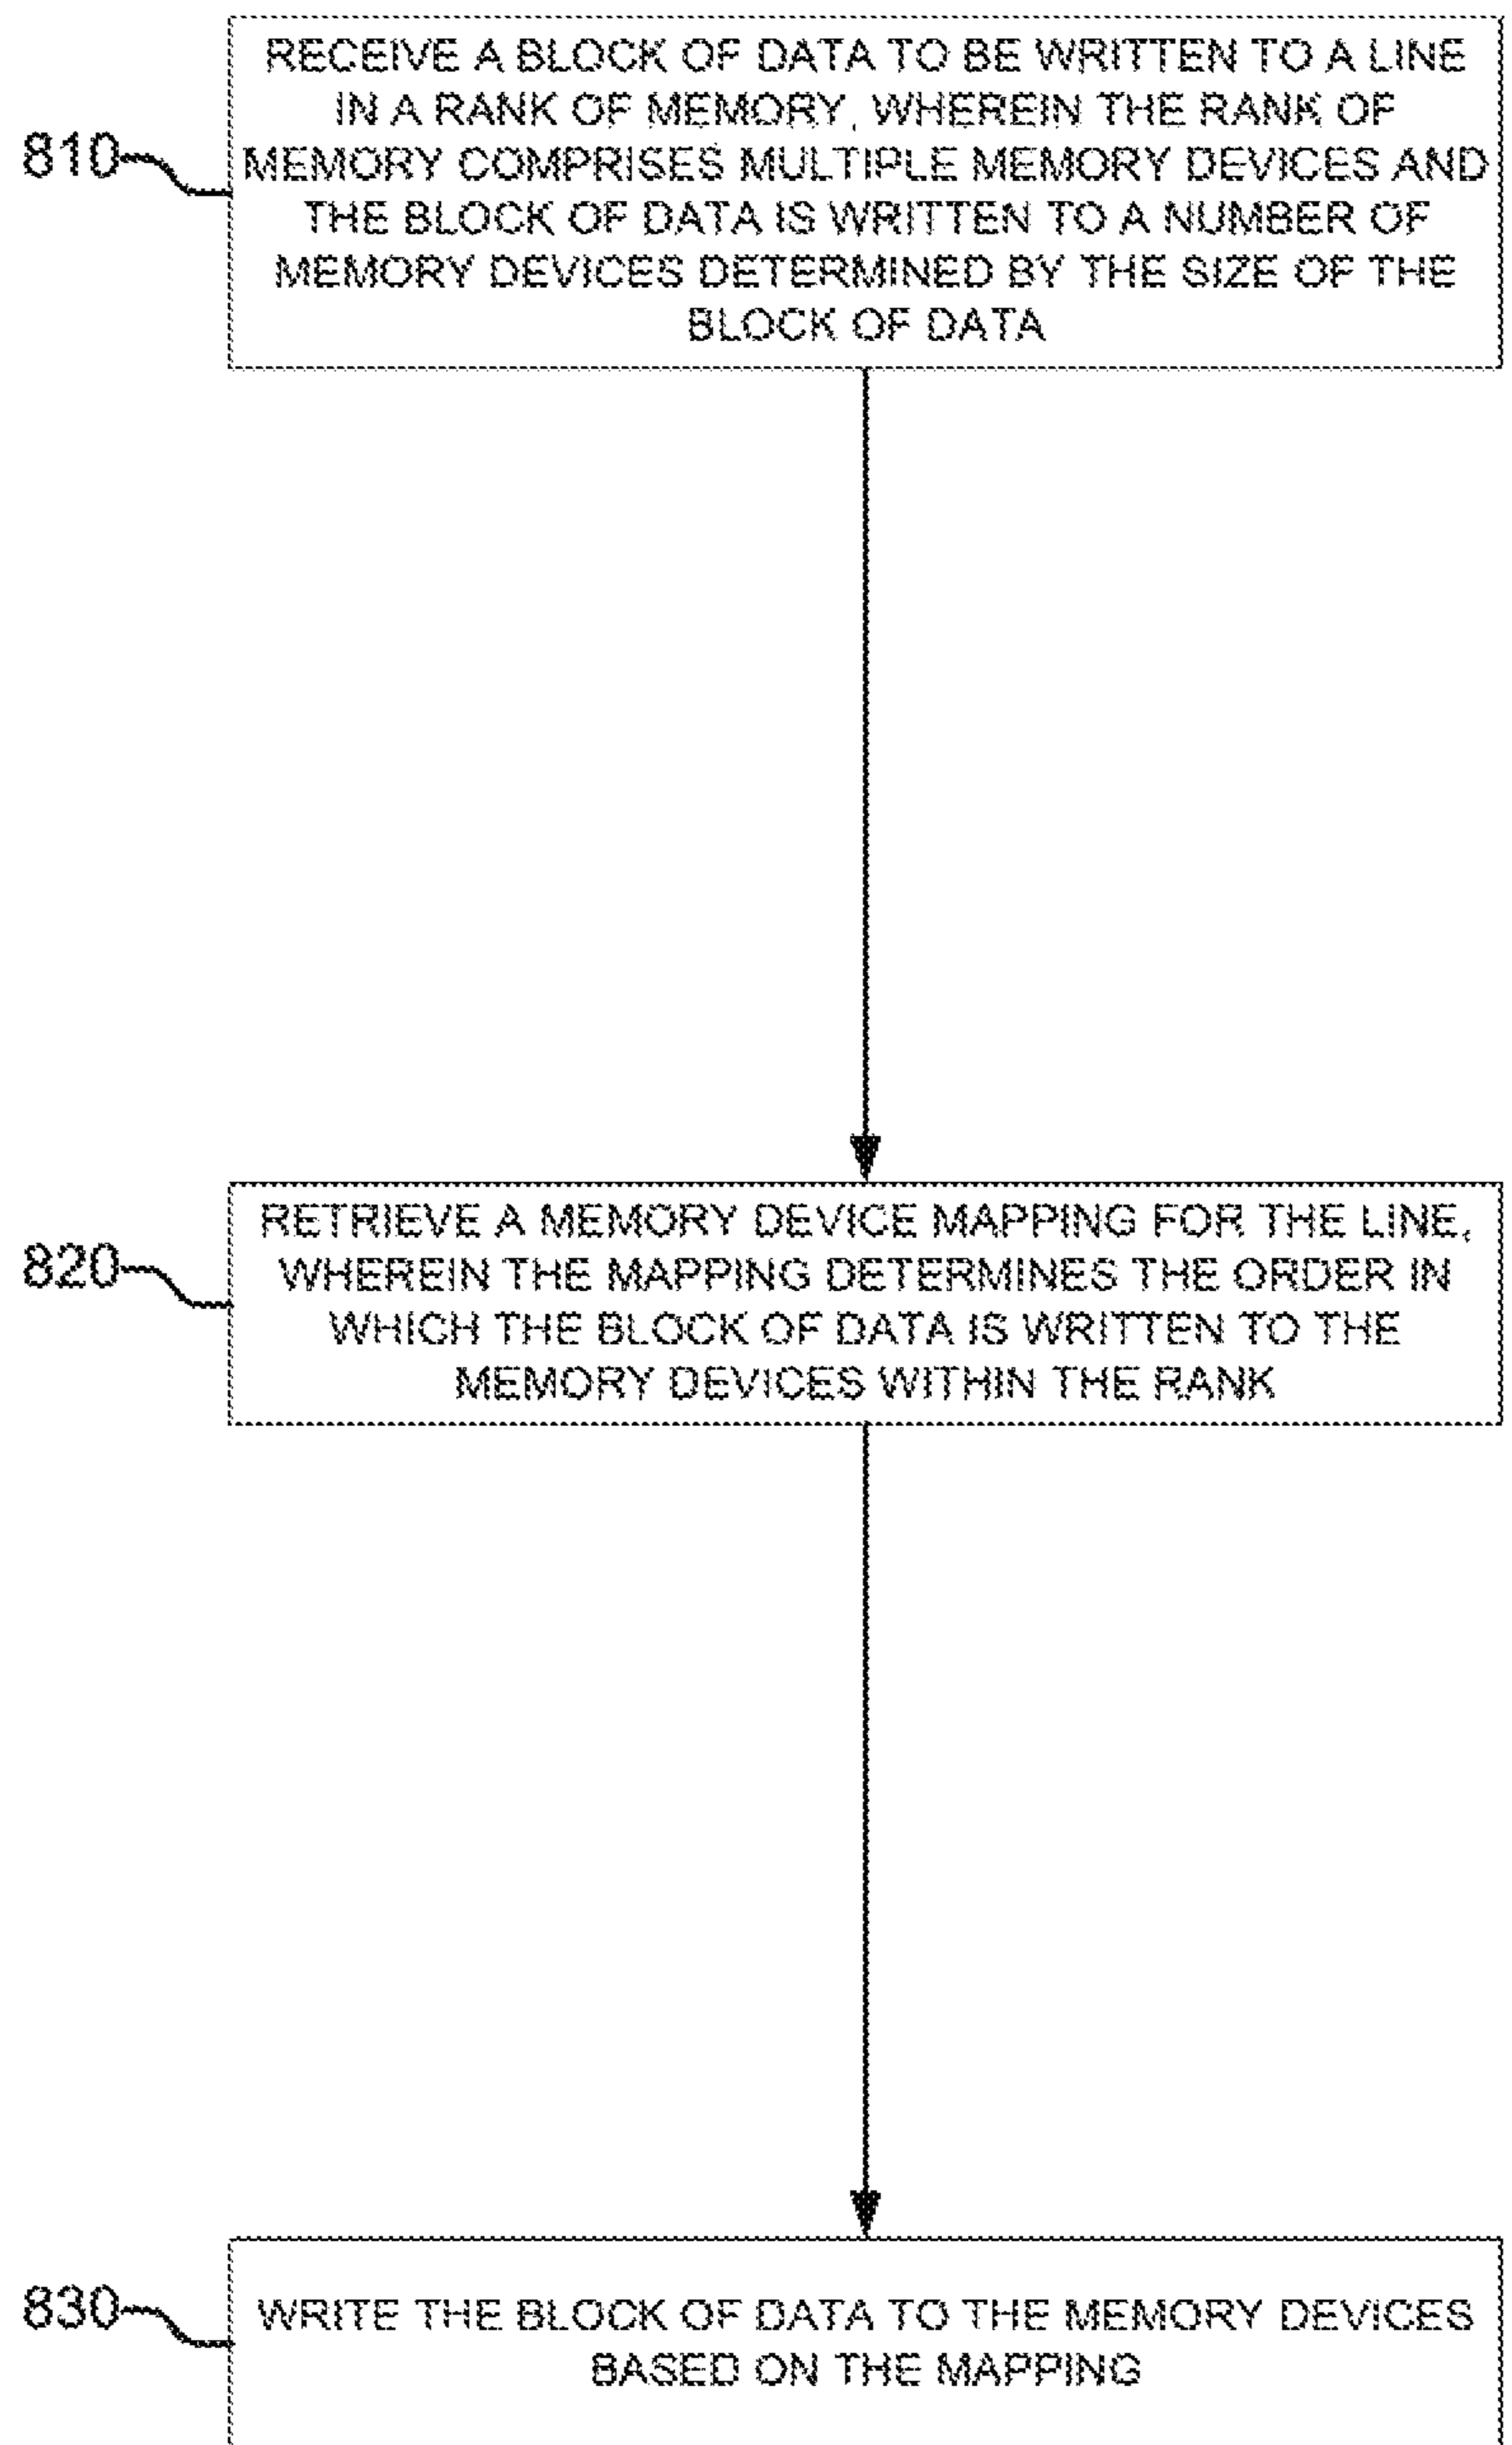 RECEIVE A BLOCK OF DATA TO BE WRITTEN TO A LINE
IN A RANK OF MEMORY, WHEREIN THE RANK OF
810
MEMORY COMPRISES MULTIPLE MEMORY DEVICES AND
THE BLOCK OF DATA IS WRITTEN TO A NUMBER OF
MEMORY DEVICES DETERMINED BY THE SIZE OF THE
BLOCK OF DATA
RETRIEVE A MEMORY DEVICE MAPPING FOR THE LINE,
820
WHEREIN THE MAPPING DETERMINES THE ORDER IN
WHICH THE BLOCK OF DATA IS WRITTEN TO THE
MEMORY DEVICES WITHIN THE RANK
830
WRITE THE BLOCK OF DATA TO THE MEMORY DEVICES
BASED ON THE MAPPING